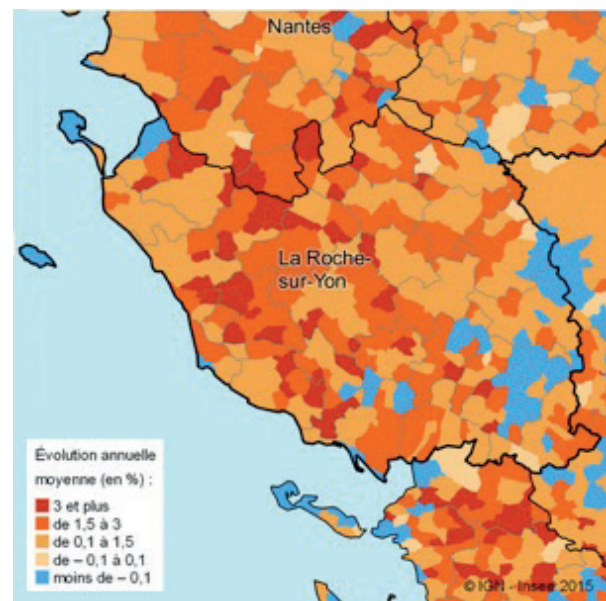 Nantes
La Roche-
sur-Yon
Évolution annuelle
moyenne (en %) :
3 et plus
de 1,5 à 3
de 0,1 à 1,5
de – 0,1 à 0,1
moins de – 0,1
© IGN - Insee 2015